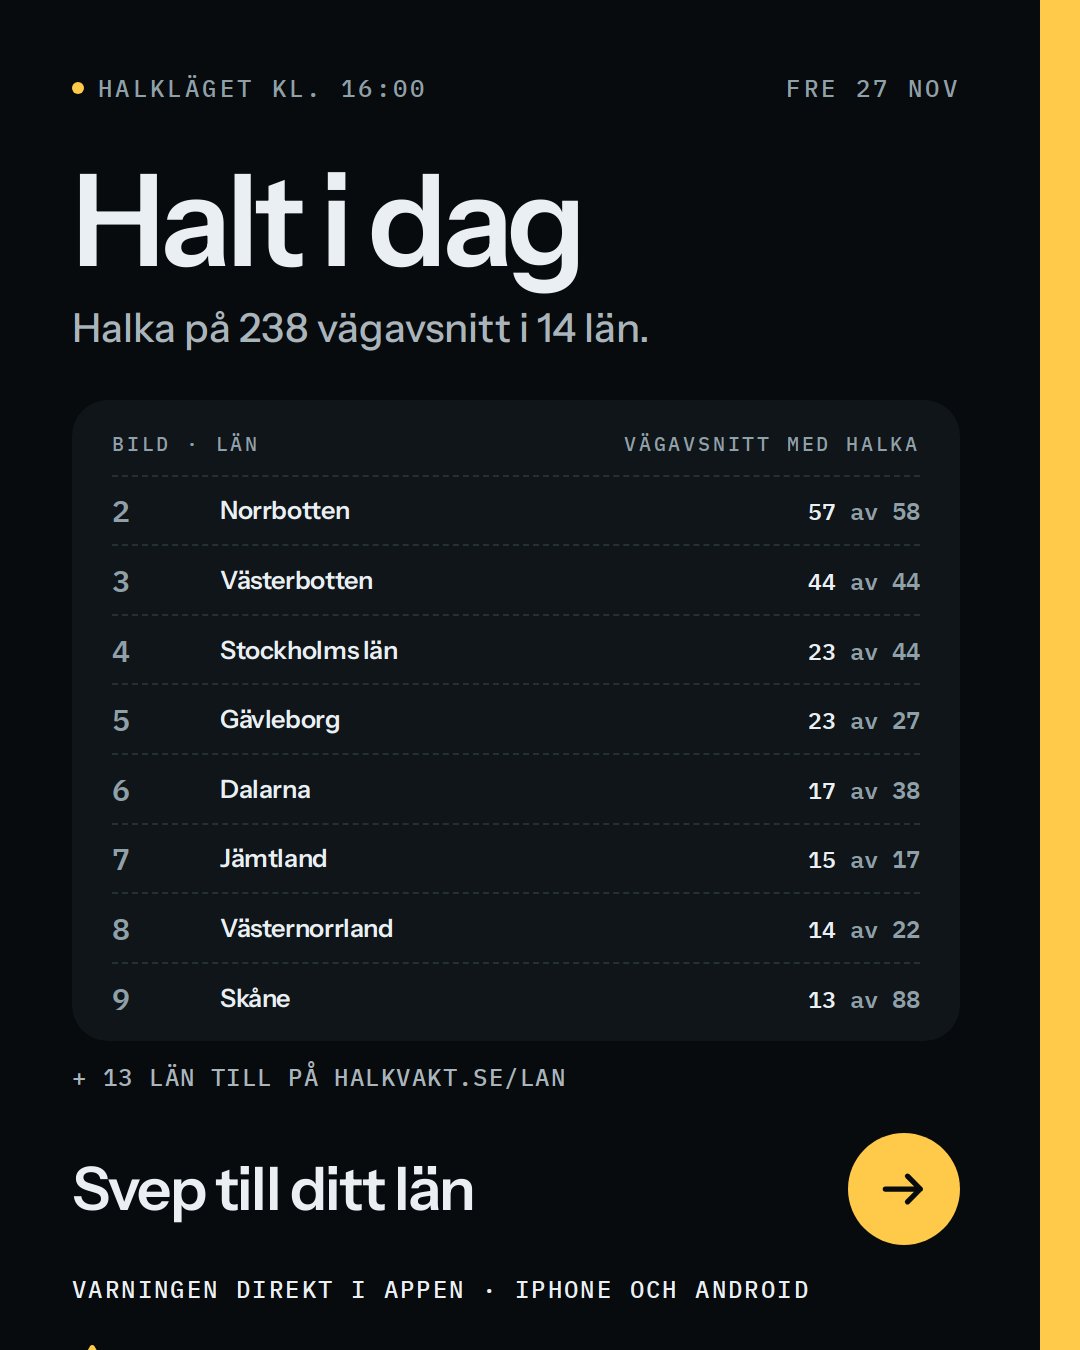 HALKLÄGET KL. 16:00 FRE 27 NOV
Halt i dag
Halka på 238 vägavsnitt i 14 län.
BILD · LÄN VÄGAVSNITT MED HALKA
2 Norrbotten 57 av 58
3 Västerbotten 44 av 44
4 Stockholms län 23 av 44
5 Gävleborg 23 av 27
6 Dalarna 17 av 38
7 Jämtland 15 av 17
8 Västernorrland 14 av 22
9 Skåne 13 av 88
+ 13 LÄN TILL PÅ HALKVAKT.SE/LAN
Svep till ditt län
VARNINGEN DIREKT I APPEN · IPHONE OCH ANDROID